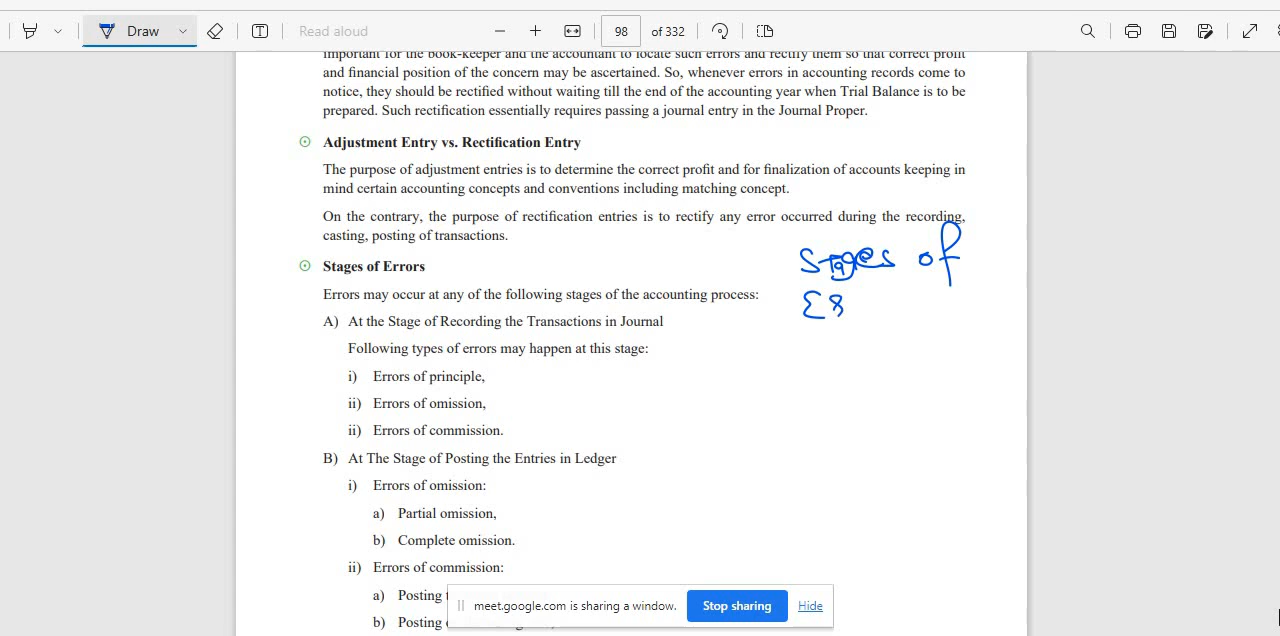 Draw
Read aloud
98
of 332
important for the book-keeper and the accountant to locate such errors and rectify them so that correct profit
and financial position of the concern may be ascertained. So, whenever errors in accounting records come to
notice, they should be rectified without waiting till the end of the accounting year when Trial Balance is to be
prepared. Such rectification essentially requires passing a journal entry in the Journal Proper.
Adjustment Entry vs. Rectification Entry
The purpose of adjustment entries is to determine the correct profit and for finalization of accounts keeping in
mind certain accounting concepts and conventions including matching concept.
On the contrary, the purpose of rectification entries is to rectify any error occurred during the recording,
casting, posting of transactions.
Stages of
Stages of Errors
Errors may occur at any of the following stages of the accounting process:
A) At the Stage of Recording the Transactions in Journal
Following types of errors may happen at this stage:
i) Errors of principle,
ii) Errors of omission,
ii) Errors of commission.
B) At The Stage of Posting the Entries in Ledger
i) Errors of omission:
a) Partial omission,
b) Complete omission.
ii) Errors of commission:
a) Posting
b) Posting
meet.google.com is sharing a window.
Stop sharing
Hide